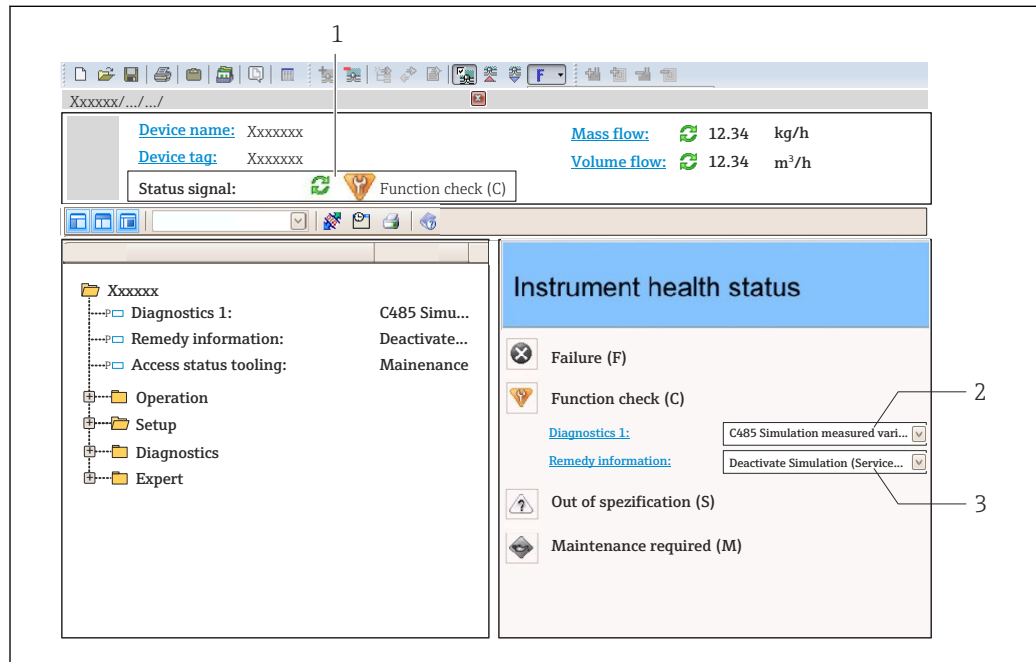 1
F
Xxxxxx/.../.../
Device name: Xxxxxxx
Mass flow: 12.34 kg/h
Device tag: Xxxxxxx
Volume flow: 12.34 m³/h
Status signal: Function check (C)
Xxxxxx
Diagnostics 1: C485 Simu...
Remedy information: Deactivate...
Access status tooling: Mainenance
Operation
Setup
Diagnostics
Expert
Instrument health status
Failure (F)
Function check (C)
2
Diagnostics 1: C485 Simulation measured vari...
Remedy information: Deactivate Simulation (Service...
3
Out of spezification (S)
Maintenance required (M)